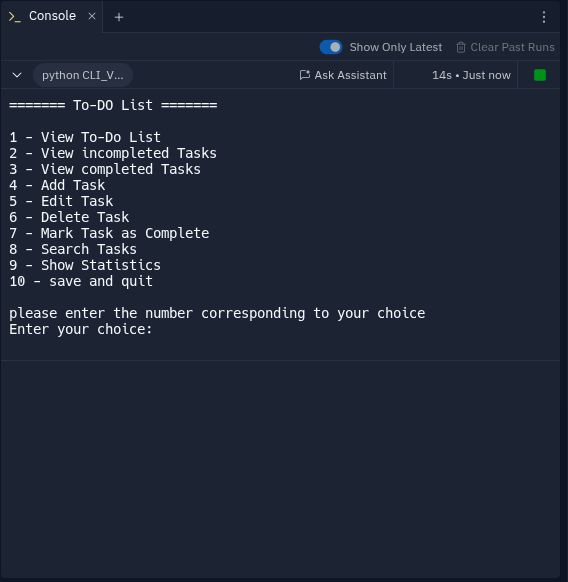 Console
Show Only Latest
Clear Past Runs
python CLI_V...
Ask Assistant
14s • Just now
======= To-DO List =======
1 - View To-Do List
2 - View incompleted Tasks
3 - View completed Tasks
4 - Add Task
5 - Edit Task
6 - Delete Task
7 - Mark Task as Complete
8 - Search Tasks
9 - Show Statistics
10 - save and quit
please enter the number corresponding to your choice
Enter your choice: